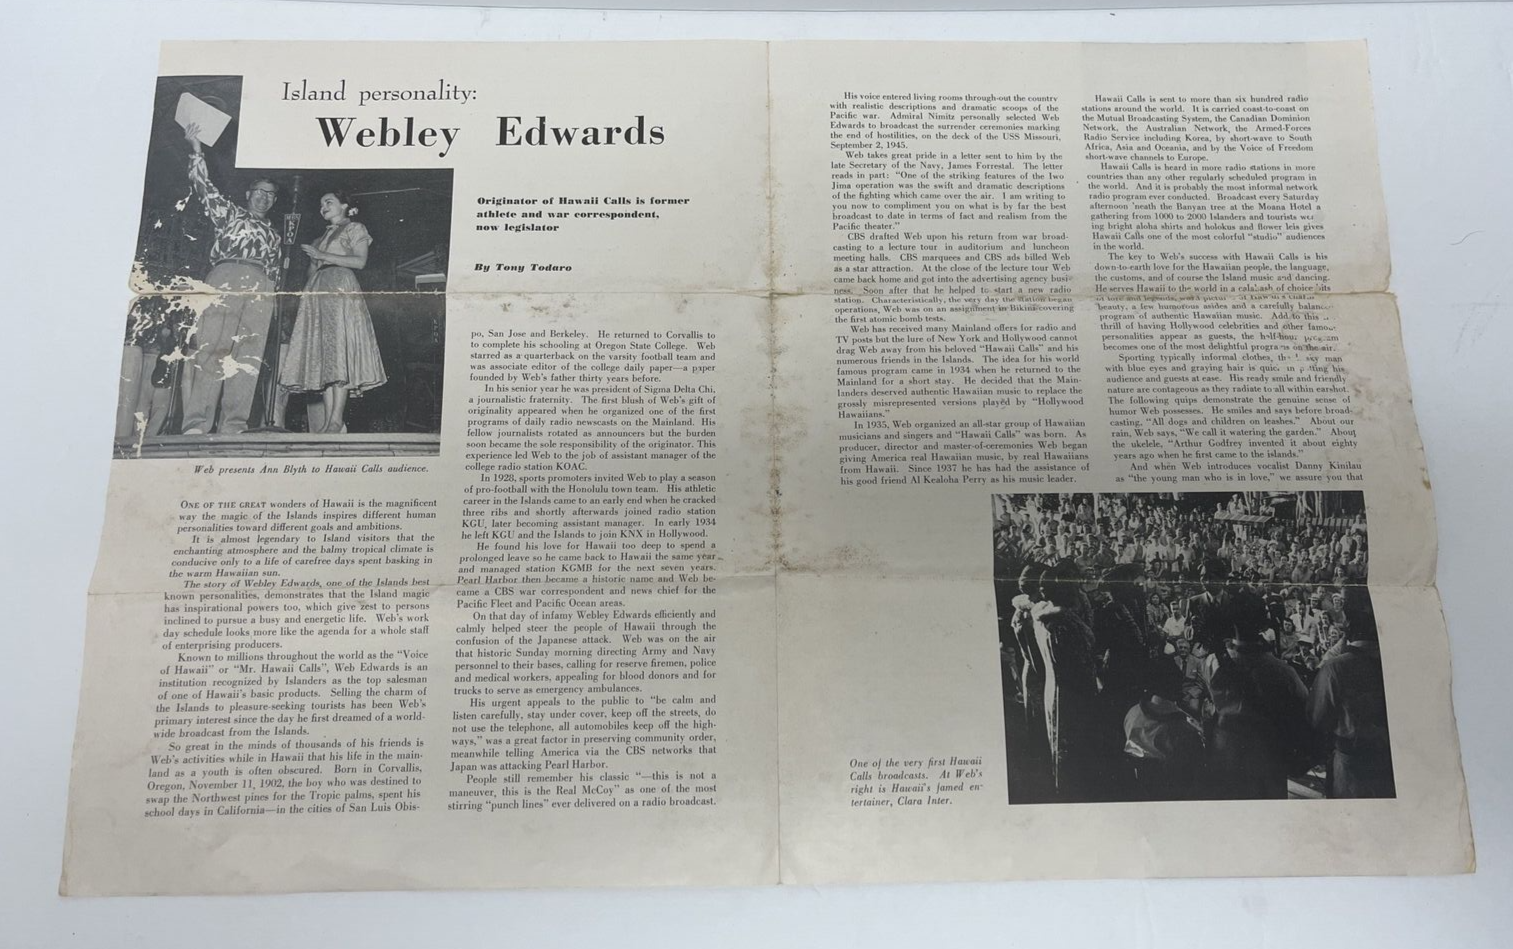 Island personality:
Webley Edwards
Originator of Hawaii Calls is former
athlete and war correspondent,
now legislator
By Tony Todaro
Web presents Ann Blyth to Hawaii Calls audience.
ONE OF THE GREAT wonders of Hawaii is the magnificent
way the magic of the Islands inspires different human
personalities toward different goals and ambitions.
It is almost legendary to Island visitors that the
enchanting atmosphere and the balmy tropical climate is
conducive only to a life of carefree days spent basking in
the warm Hawaiian sun.
The story of Webley Edwards, one of the Islands best
known personalities, demonstrates that the Island magic
has inspirational powers too, which give zest to persons
inclined to pursue a busy and energetic life. Web's work
day schedule looks more like the agenda for a whole staff
of enterprising producers.
Known to millions throughout the world as the "Voice
of Hawaii" or "Mr. Hawaii Calls", Web Edwards is an
institution recognized by Islanders as the top salesman
of one of Hawaii's basic products. Selling the charm of
the Islands to pleasure-seeking tourists has been Web's
primary interest since the day he first dreamed of a world-
wide broadcast from the Islands.
So great in the minds of thousands of his friends is
Web's activities while in Hawaii that his life in the main-
land as a youth is often obscured. Born in Corvallis,
Oregon, November 11, 1902, the boy who was destined to
swap the Northwest pines for the Tropic palms, spent his
school days in California—in the cities of San Luis Obis-
po, San Jose and Berkeley. He returned to Corvallis to
to complete his schooling at Oregon State College. Web
starred as a quarterback on the varsity football team and
was associate editor of the college daily paper—a paper
founded by Web's father thirty years before.
In his senior year he was president of Sigma Delta Chi,
a journalistic fraternity. The first blush of Web's gift of
originality appeared when he organized one of the first
programs of daily radio newscasts on the Mainland. His
fellow journalists rotated as announcers but the burden
soon became the sole responsibility of the originator. This
experience led Web to the job of assistant manager of the
college radio station KOAC.
In 1928, sports promoters invited Web to play a season
of pro-football with the Honolulu town team. His athletic
career in the Islands came to an early end when he cracked
three ribs and shortly afterwards joined radio station
KGU, later becoming assistant manager. In early 1934
he left KGU and the Islands to join KNX in Hollywood.
He found his love for Hawaii too deep to spend a
prolonged leave so he came back to Hawaii the same year
and managed station KGMB for the next seven years.
Pearl Harbor then became a historic name and Web be-
came a CBS war correspondent and news chief for the
Pacific Fleet and Pacific Ocean areas.
On that day of infamy Webley Edwards efficiently and
calmly helped steer the people of Hawaii through the
confusion of the Japanese attack. Web was on the air
that historic Sunday morning directing Army and Navy
personnel to their bases, calling for reserve firemen, police
and medical workers, appealing for blood donors and for
trucks to serve as emergency ambulances.
His urgent appeals to the public to "be calm and
listen carefully, stay under cover, keep off the streets, do
not use the telephone, all automobiles keep off the high-
ways," was a great factor in preserving community order,
meanwhile telling America via the CBS networks that
Japan was attacking Pearl Harbor.
People still remember his classic "—this is not a
maneuver, this is the Real McCoy" as one of the most
stirring "punch lines" ever delivered on a radio broadcast.
His voice entered living rooms through-out the country
with realistic descriptions and dramatic scoops of the
Pacific war. Admiral Nimitz personally selected Web
Edwards to broadcast the surrender ceremonies marking
the end of hostilities, on the deck of the USS Missouri,
September 2, 1945.
Web takes great pride in a letter sent to him by the
late Secretary of the Navy, James Forrestal. The letter
reads in part: "One of the striking features of the Iwo
Jima operation was the swift and dramatic descriptions
of the fighting which came over the air. I am writing to
you now to compliment you on what is by far the best
broadcast to date in terms of fact and realism from the
Pacific theater."
CBS drafted Web upon his return from war broad-
casting to a lecture tour in auditorium and luncheon
meeting halls. CBS marquees and CBS ads billed Web
as a star attraction. At the close of the lecture tour Web
came back home and got into the advertising agency busi-
ness. Soon after that he helped to start a new radio
station. Characteristically, the very day the station began
operations, Web was on an assignment in Bikini covering
the first atomic bomb tests.
Web has received many Mainland offers for radio and
TV posts but the lure of New York and Hollywood cannot
drag Web away from his beloved "Hawaii Calls" and his
numerous friends in the Islands. The idea for his world
famous program came in 1934 when he returned to the
Mainland for a short stay. He decided that the Main-
landers deserved authentic Hawaiian music to replace the
grossly misrepresented versions played by "Hollywood
Hawaiians."
In 1935, Web organized an all-star group of Hawaiian
musicians and singers and "Hawaii Calls" was born. As
producer, director and master-of-ceremonies Web began
giving America real Hawaiian music, by real Hawaiians
from Hawaii. Since 1937 he has had the assistance of
his good friend Al Kealoha Perry as his music leader.
Hawaii Calls is sent to more than six hundred radio
stations around the world. It is carried coast-to-coast on
the Mutual Broadcasting System, the Canadian Dominion
Network, the Australian Network, the Armed-Forces
Radio Service including Korea, by short-wave to South
Africa, Asia and Oceania, and by the Voice of Freedom
short-wave channels to Europe.
Hawaii Calls is heard in more radio stations in more
countries than any other regularly scheduled program in
the world. And it is probably the most informal network
radio program ever conducted. Broadcast every Saturday
afternoon 'neath the Banyan tree at the Moana Hotel a
gathering from 1000 to 2000 Islanders and tourists
ing bright aloha shirts and holokus and flower leis gives
Hawaii Calls one of the most colorful "studio" audiences
in the world.
The key to Web's success with Hawaii Calls is his
down-to-earth love for the Hawaiian people, the language,
the customs, and of course the Island music and dancing.
He serves Hawaii to the world in a calabash of choice bits
of lore and legends,
beauty, a few humorous asides and a carefully
program of authentic Hawaiian music. Add to this
thrill of having Hollywood celebrities and other famous
personalities appear as guests, the half-hour program
becomes one of the most delightful programs on the air.
Sporting typically informal clothes, man
with blue eyes and graying hair is quick in putting his
audience and guests at ease. His ready smile and friendly
nature are contageous as they radiate to all within earshot.
The following quips demonstrate the genuine sense of
humor Web possesses. He smiles and says before broad-
casting, "All dogs and children on leashes." About our
rain, Web says, "We call it watering the garden." About
the ukelele, "Arthur Godfrey invented it about eighty
years ago when he first came to the islands."
And when Web introduces vocalist Danny Kinilau
as "the young man who is in love," we assure you that
One of the very first Hawaii
Calls broadcasts. At Web's
right is Hawaii's famed en-
tertainer, Clara Inter.